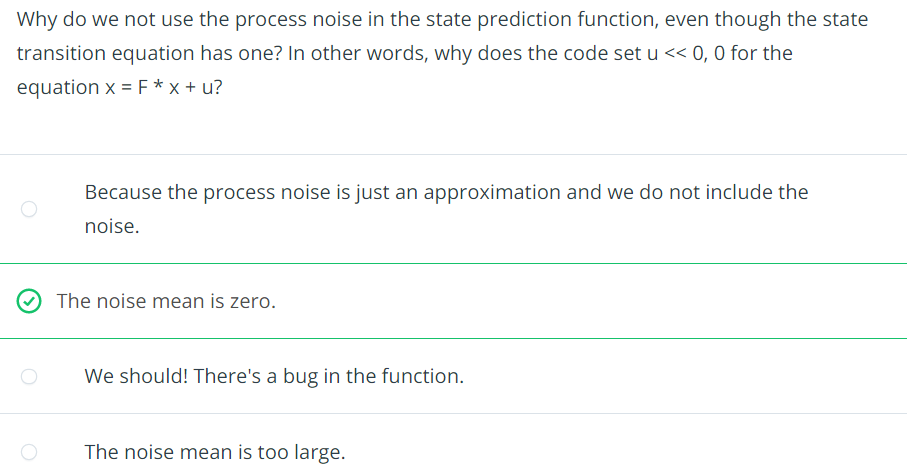 Why do we not use the process noise in the state prediction function, even though the state
transition equation has one? In other words, why does the code set u << 0, 0 for the
equation x = F * x + u?
Because the process noise is just an approximation and we do not include the
noise.
The noise mean is zero.
We should! There's a bug in the function.
The noise mean is too large.